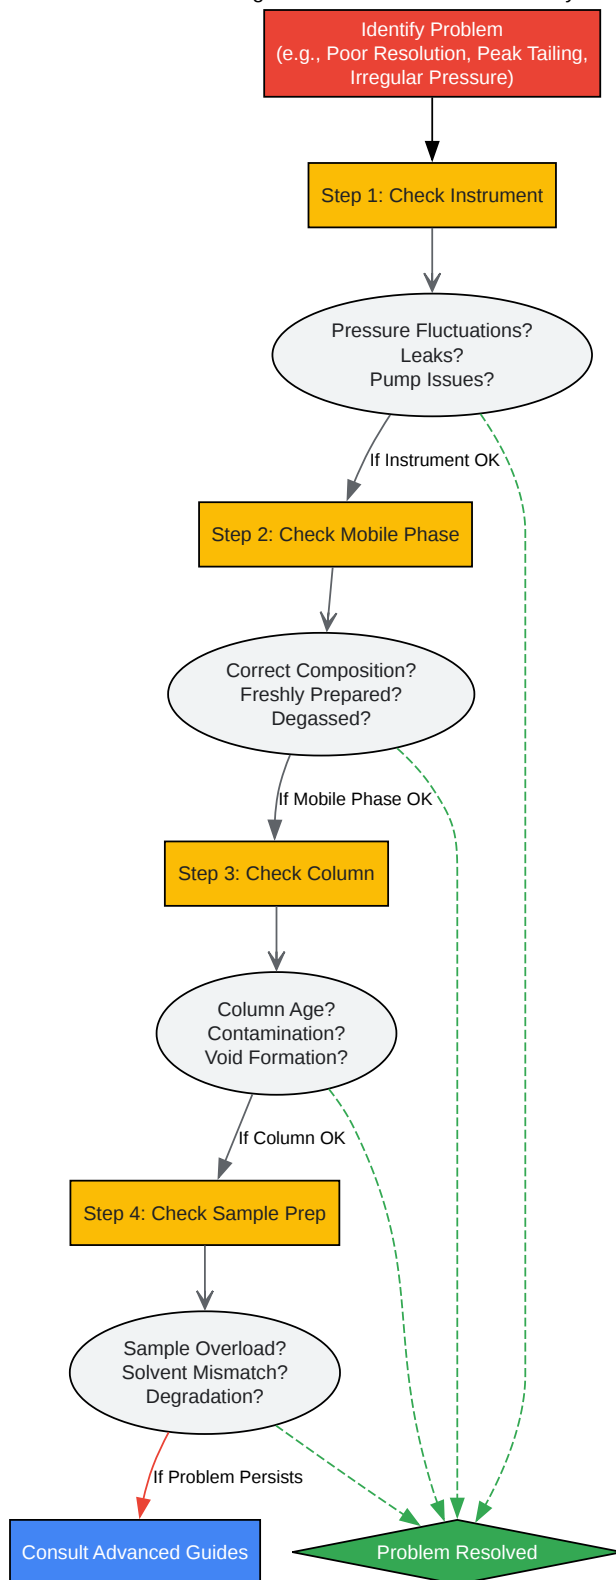 Identify Problem
(e.g., Poor Resolution, Peak Tailing,
Irregular Pressure)
Step 1: Check Instrument
Pressure Fluctuations?
Leaks?
Pump Issues?
If Instrument OK
Step 2: Check Mobile Phase
Correct Composition?
Freshly Prepared?
Degassed?
If Mobile Phase OK
Step 3: Check Column
Column Age?
Contamination?
Void Formation?
If Column OK
Step 4: Check Sample Prep
Sample Overload?
Solvent Mismatch?
Degradation?
If Problem Persists
Consult Advanced Guides
Problem Resolved